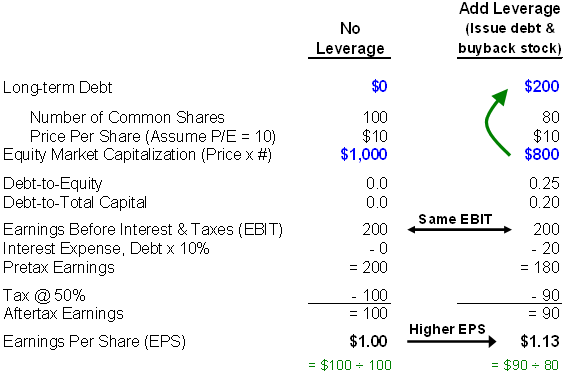 No Leverage Add Leverage (Issue debt & buyback stock)
Long-term Debt $0 $200
Number of Common Shares 100 80
Price Per Share (Assume P/E = 10) $10 $10
Equity Market Capitalization (Price x #) $1,000 $800
Debt-to-Equity 0.0 0.25
Debt-to-Total Capital 0.0 0.20
Earnings Before Interest & Taxes (EBIT) 200 Same EBIT 200
Interest Expense, Debt x 10% - 0 - 20
Pretax Earnings = 200 = 180
Tax @ 50% - 100 - 90
Aftertax Earnings = 100 = 90
Earnings Per Share (EPS) $1.00 Higher EPS $1.13
= $100 ÷ 100 = $90 ÷ 80